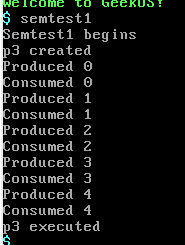 Welcome to GeekOS!
$ semtest1
Semtest1 begins
p3 created
Produced 0
Consumed 0
Produced 1
Consumed 1
Produced 2
Consumed 2
Produced 3
Consumed 3
Produced 4
Consumed 4
p3 executed
$